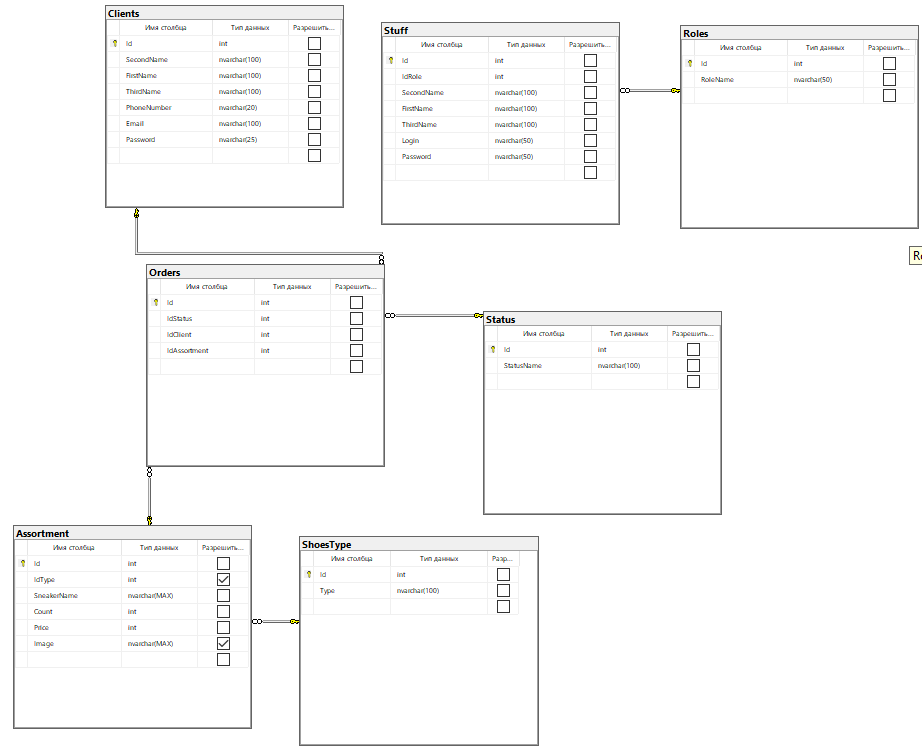 Clients
Имя столбца Тип данных Разрешить...
Id int
SecondName nvarchar(100)
FirstName nvarchar(100)
ThirdName nvarchar(100)
PhoneNumber nvarchar(20)
Email nvarchar(100)
Password nvarchar(25)
Stuff
Имя столбца Тип данных Разрешить...
Id int
IdRole int
SecondName nvarchar(100)
FirstName nvarchar(100)
ThirdName nvarchar(100)
Login nvarchar(50)
Password nvarchar(50)
Roles
Имя столбца Тип данных Разрешить...
Id int
RoleName nvarchar(50)
Orders
Имя столбца Тип данных Разрешить...
Id int
IdStatus int
IdClient int
IdAssortment int
Status
Имя столбца Тип данных Разрешить...
Id int
StatusName nvarchar(100)
Assortment
Имя столбца Тип данных Разрешить...
Id int
IdType int
SneakerName nvarchar(MAX)
Count int
Price int
Image nvarchar(MAX)
ShoesType
Имя столбца Тип данных Разр...
Id int
Type nvarchar(100)